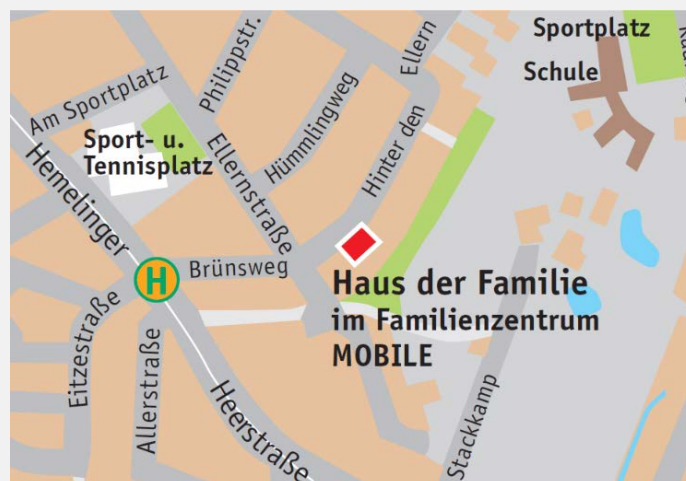 Sportplatz
Schule
Philippstr.
Ellern
Am Sportplatz
Sport- u.
Tennisplatz
Hümmlingweg
Hinter den
Ellernstraße
Hemelinger
H
Brünsweg
Haus der Familie
im Familienzentrum
MOBILE
Eitzestraße
Allerstraße
Heerstraße
Stackkamp